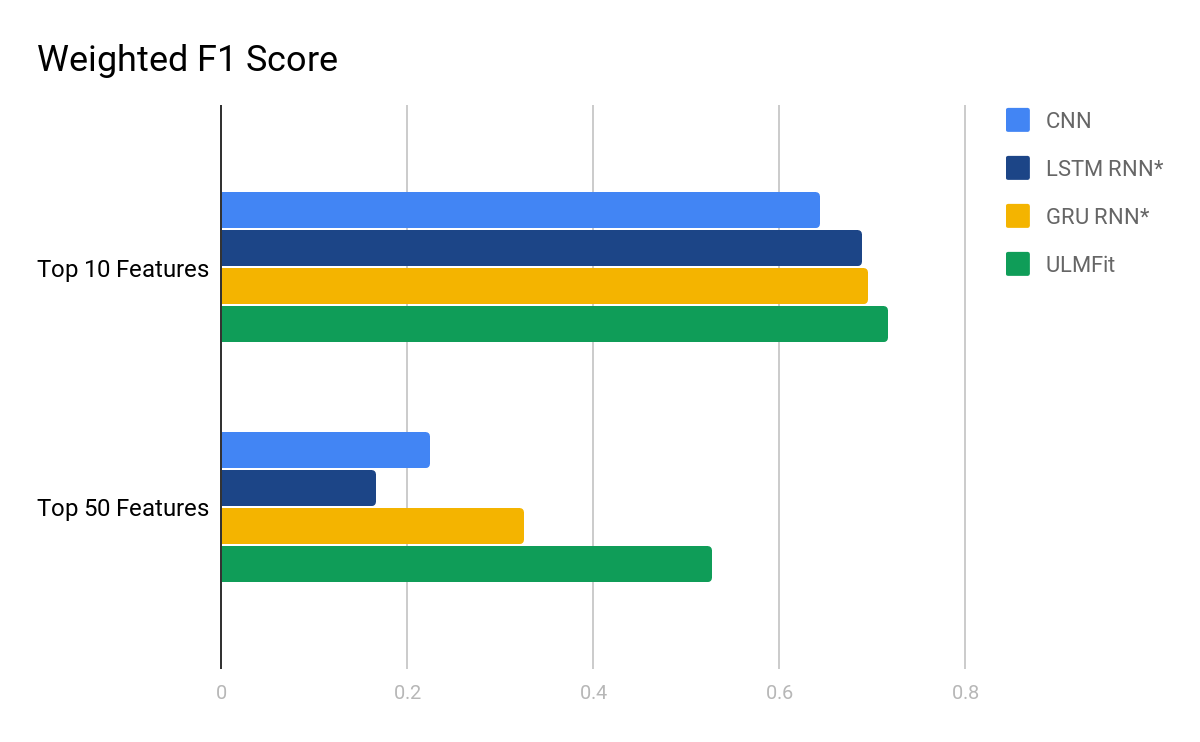 Weighted F1 Score
CNN
LSTM RNN*
GRU RNN*
ULMFit
Top 10 Features
Top 50 Features
0 0.2 0.4 0.6 0.8